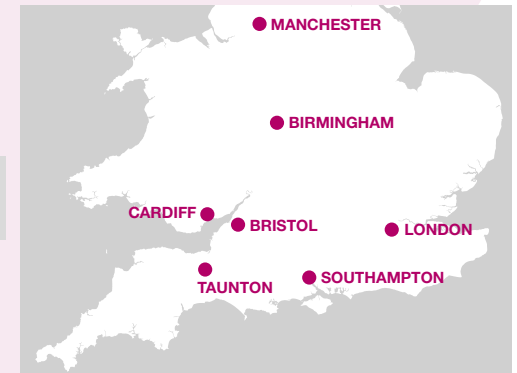 MANCHESTER
BIRMINGHAM
CARDIFF
BRISTOL
LONDON
TAUNTON
SOUTHAMPTON